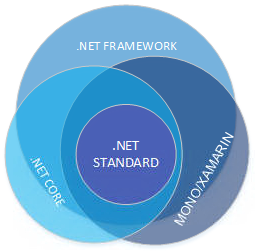 .NET FRAMEWORK
.NET
STANDARD
.NET CORE
MONO/XAMARIN